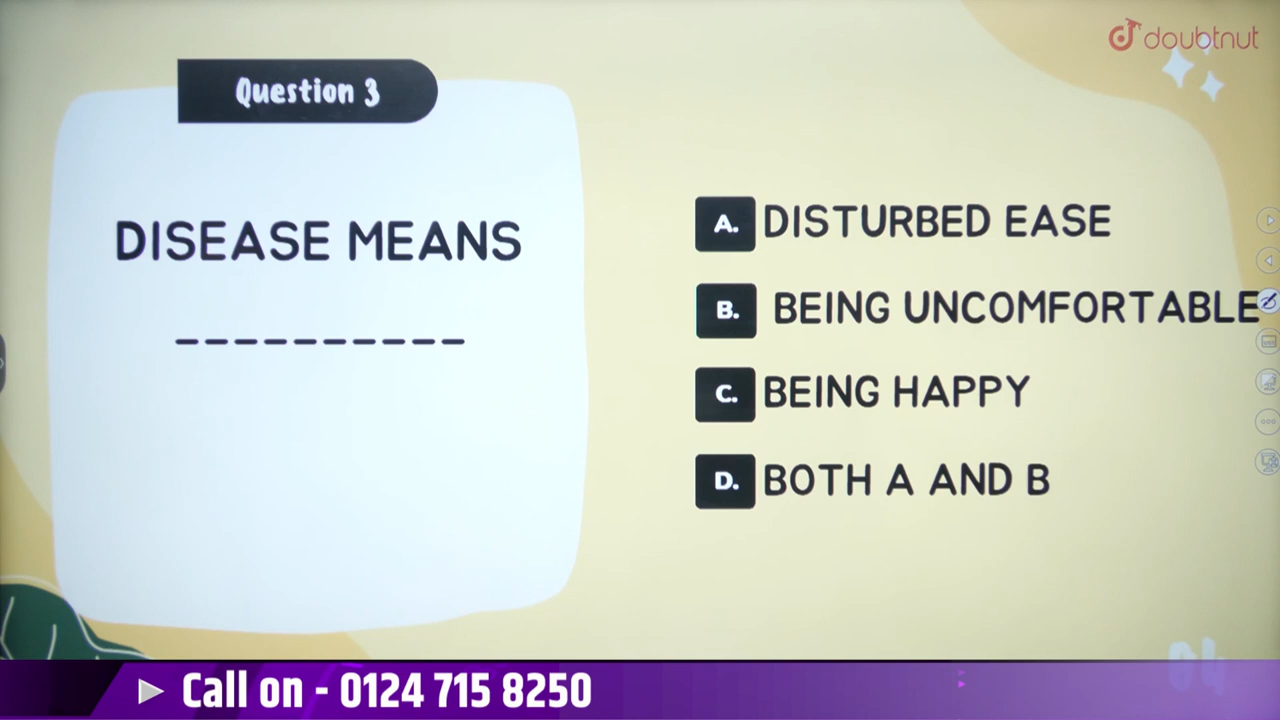 doubtnut
Question 3
DISEASE MEANS
__________
A. DISTURBED EASE
B. BEING UNCOMFORTABLE
C. BEING HAPPY
D. BOTH A AND B
Call on - 0124 715 8250